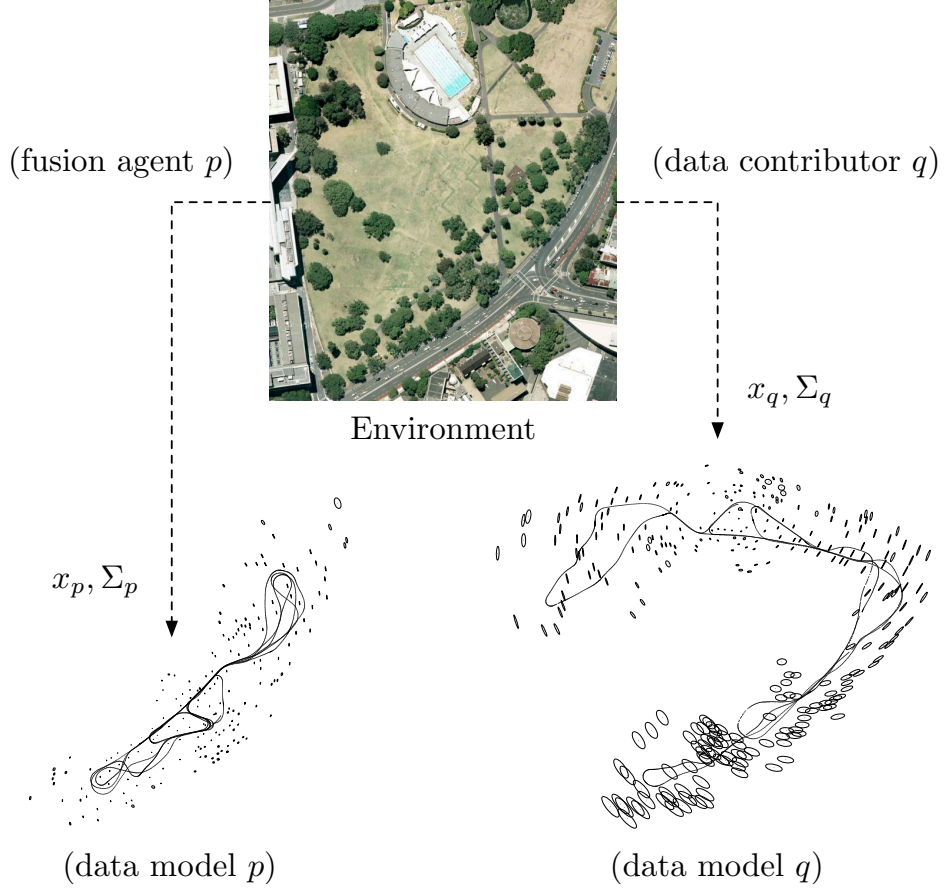 (fusion agent p)
(data contributor q)
x_q, Σ_q
Environment
x_p, Σ_p
(data model p)
(data model q)